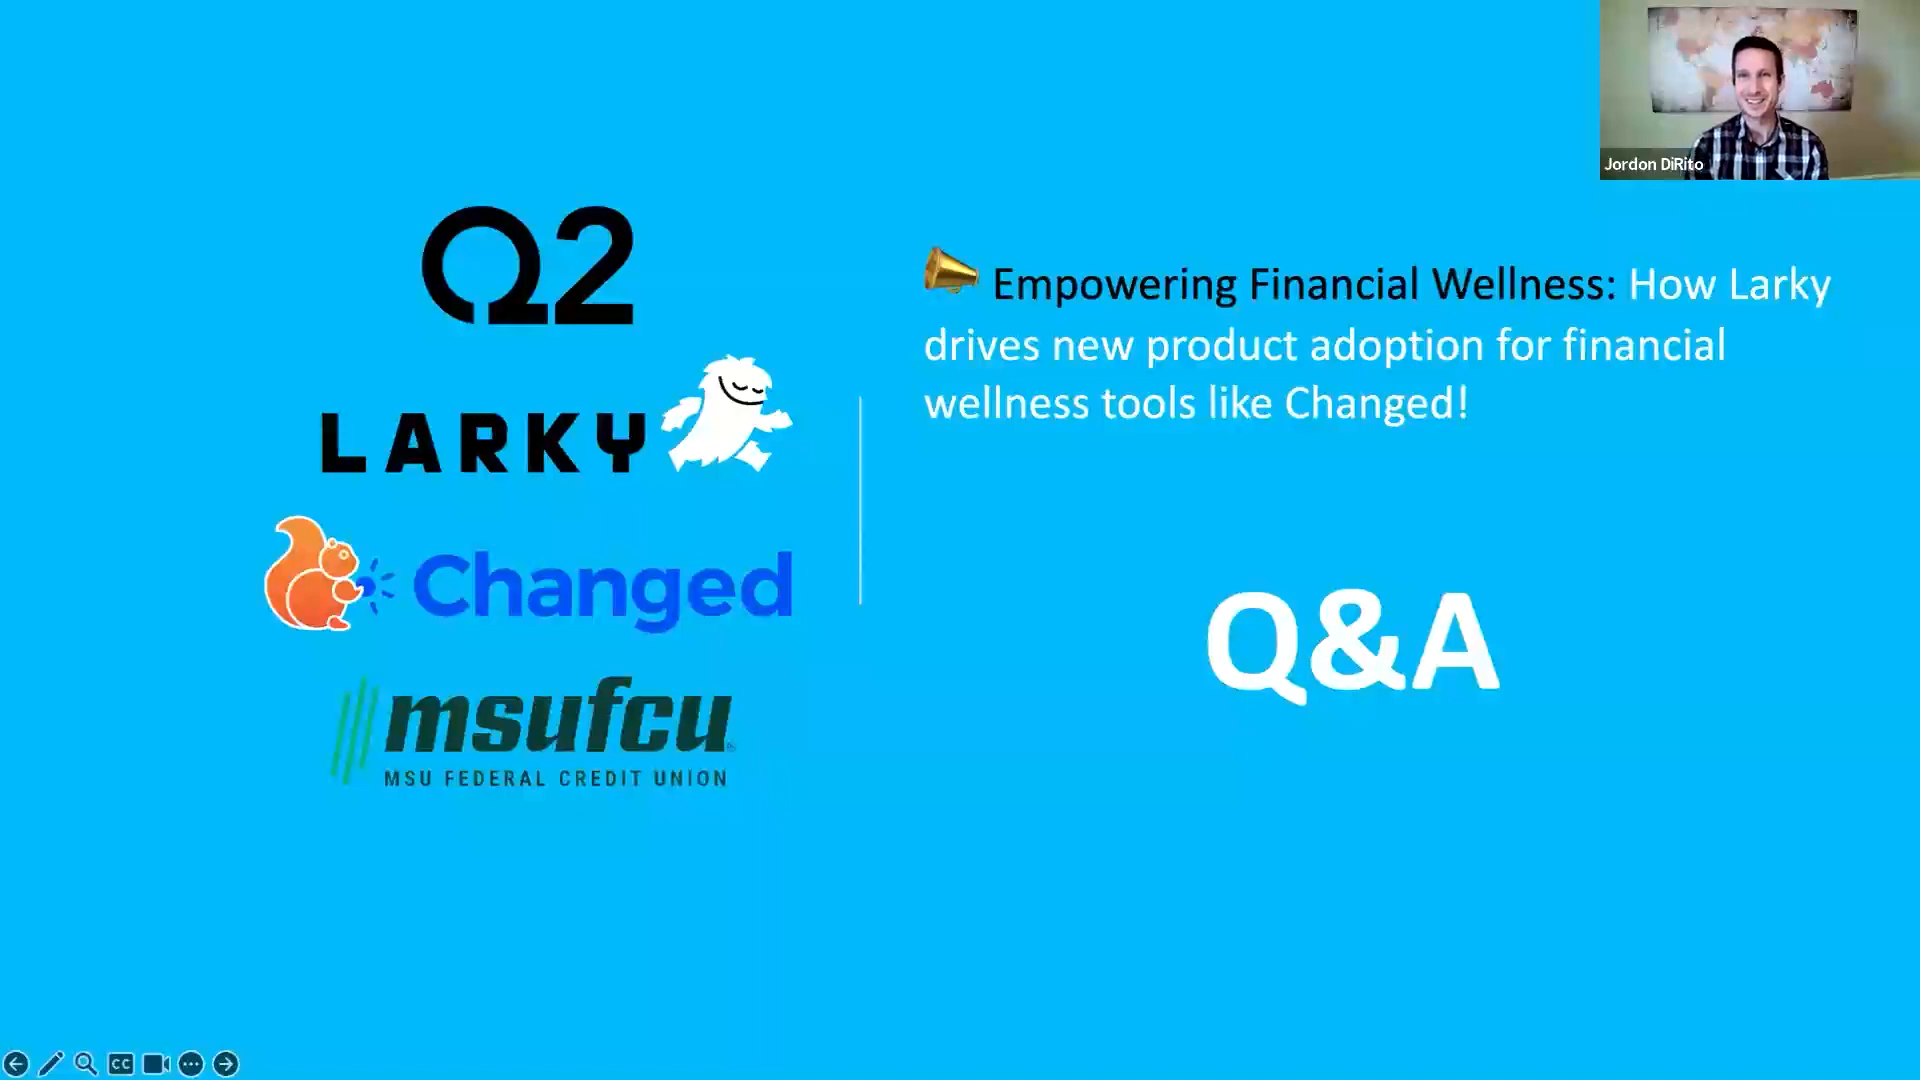 Jordon DiRito
Q2
LARKY
Changed
msufcu
MSU FEDERAL CREDIT UNION
Empowering Financial Wellness: How Larky
drives new product adoption for financial
wellness tools like Changed!
Q&A
CC